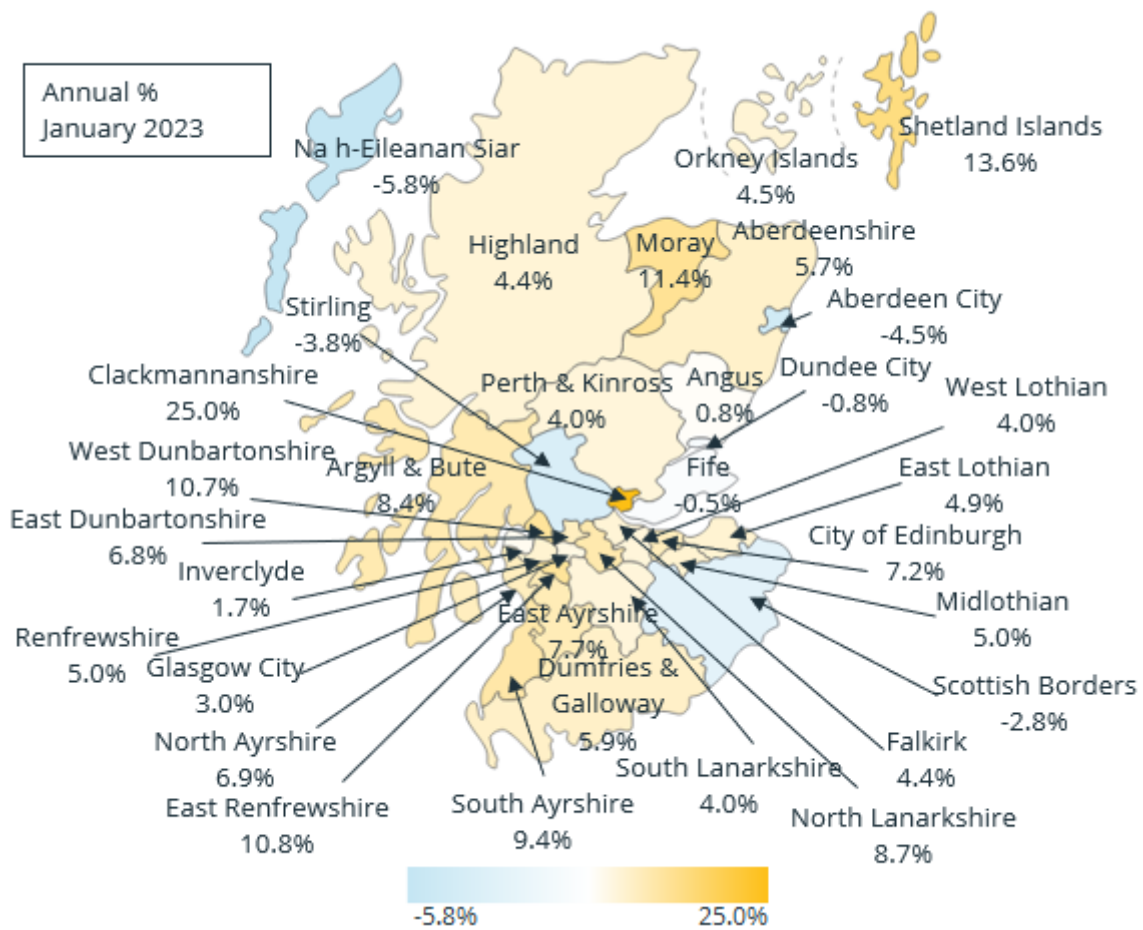 Annual %
January 2023
Na h-Eileanan Siar
-5.8%
Shetland Islands
13.6%
Orkney Islands
4.5%
Highland
4.4%
Moray
11.4%
Aberdeenshire
5.7%
Stirling
-3.8%
Aberdeen City
-4.5%
Clackmannanshire
25.0%
Perth & Kinross
4.0%
Angus
0.8%
Dundee City
-0.8%
West Lothian
4.0%
West Dunbartonshire
10.7%
Argyll & Bute
8.4%
Fife
-0.5%
East Lothian
4.9%
East Dunbartonshire
6.8%
City of Edinburgh
7.2%
Inverclyde
1.7%
Midlothian
5.0%
Renfrewshire
5.0%
East Ayrshire
7.7%
Glasgow City
3.0%
Dumfries &
Galloway
5.9%
Scottish Borders
-2.8%
North Ayrshire
6.9%
Falkirk
4.4%
South Lanarkshire
4.0%
East Renfrewshire
10.8%
South Ayrshire
9.4%
North Lanarkshire
8.7%
-5.8%
25.0%